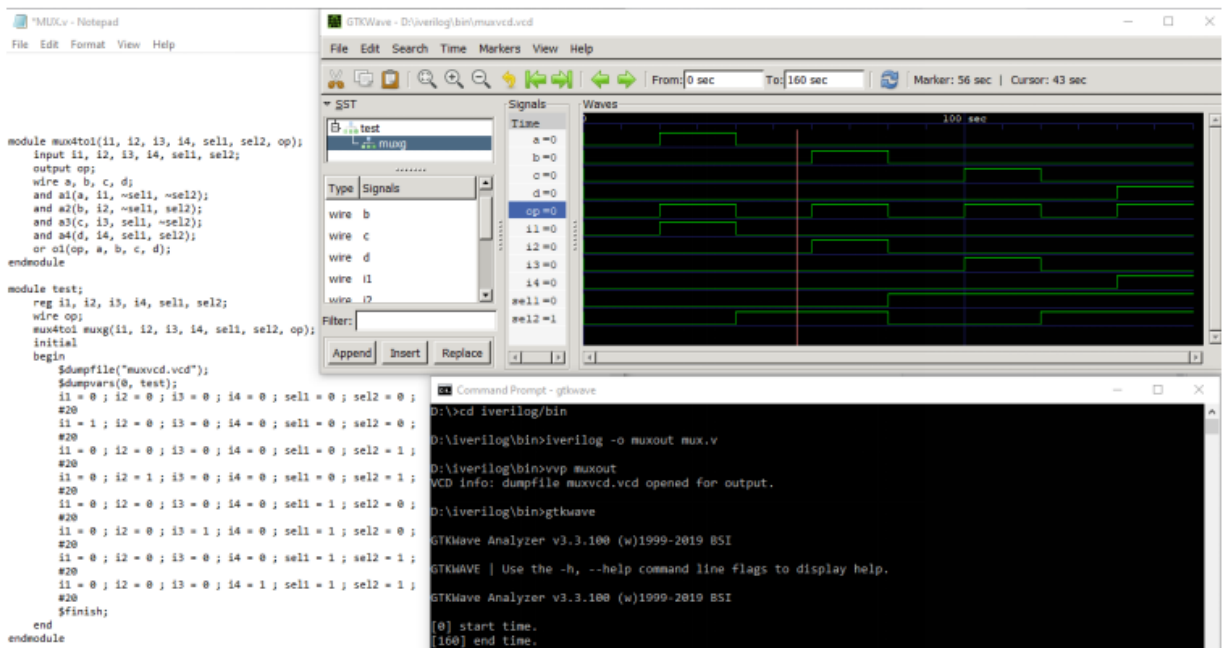 *MUX.v - Notepad
File Edit Format View Help
module mux4to1(i1, i2, i3, i4, sel1, sel2, op);
input i1, i2, i3, i4, sel1, sel2;
output op;
wire a, b, c, d;
and a1(a, i1, ~sel1, ~sel2);
and a2(b, i2, ~sel1, sel2);
and a3(c, i3, sel1, ~sel2);
and a4(d, i4, sel1, sel2);
or o1(op, a, b, c, d);
endmodule
module test;
reg i1, i2, i3, i4, sel1, sel2;
wire op;
mux4to1 muxg(i1, i2, i3, i4, sel1, sel2, op);
initial
begin
$dumpfile("muxvcd.vcd");
$dumpvars(0, test);
i1 = 0 ; i2 = 0 ; i3 = 0 ; i4 = 0 ; sel1 = 0 ; sel2 = 0 ;
#20
i1 = 1 ; i2 = 0 ; i3 = 0 ; i4 = 0 ; sel1 = 0 ; sel2 = 0 ;
#20
i1 = 0 ; i2 = 0 ; i3 = 0 ; i4 = 0 ; sel1 = 0 ; sel2 = 1 ;
#20
i1 = 0 ; i2 = 1 ; i3 = 0 ; i4 = 0 ; sel1 = 0 ; sel2 = 1 ;
#20
i1 = 0 ; i2 = 0 ; i3 = 0 ; i4 = 0 ; sel1 = 1 ; sel2 = 0 ;
#20
i1 = 0 ; i2 = 0 ; i3 = 1 ; i4 = 0 ; sel1 = 1 ; sel2 = 0 ;
#20
i1 = 0 ; i2 = 0 ; i3 = 0 ; i4 = 0 ; sel1 = 1 ; sel2 = 1 ;
#20
i1 = 0 ; i2 = 0 ; i3 = 0 ; i4 = 1 ; sel1 = 1 ; sel2 = 1 ;
#20
$finish;
end
endmodule
GTKWave - D:\iverilog\bin\muxvcd.vcd
File Edit Search Time Markers View Help
From: 0 sec To: 160 sec Marker: 56 sec | Cursor: 43 sec
SST
test
muxg
Type Signals
wire b
wire c
wire d
wire i1
wire i2
Filter:
Append Insert Replace
Signals
Time
a =0
b =0
c =0
d =0
op =0
i1 =0
i2 =0
i3 =0
i4 =0
sel1 =0
sel2 =1
Waves
0
100 sec
Command Prompt - gtkwave
D:\>cd iverilog/bin
D:\iverilog\bin>iverilog -o muxout mux.v
D:\iverilog\bin>vvp muxout
VCD info: dumpfile muxvcd.vcd opened for output.
D:\iverilog\bin>gtkwave
GTKWave Analyzer v3.3.100 (w)1999-2019 BSI
GTKWAVE | Use the -h, --help command line flags to display help.
GTKWave Analyzer v3.3.100 (w)1999-2019 BSI
[0] start time.
[160] end time.